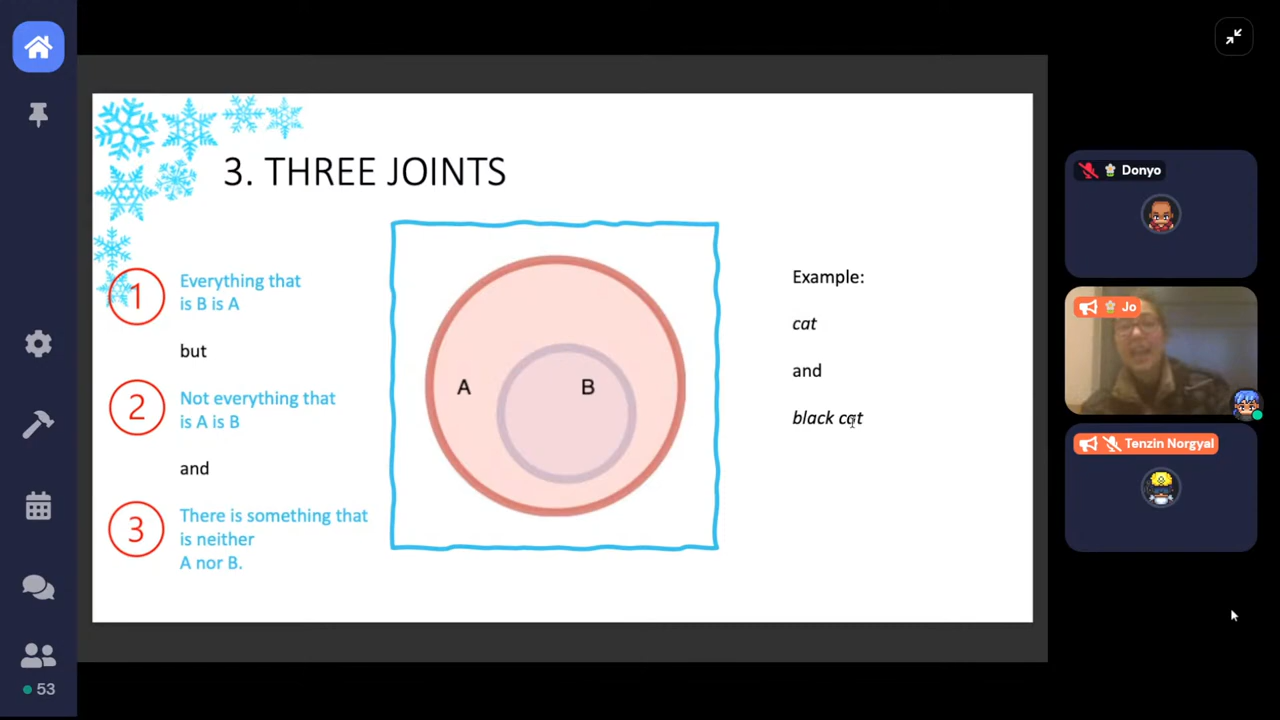 3. THREE JOINTS
1
Everything that
is B is A
but
2
Not everything that
is A is B
and
3
There is something that
is neither
A nor B.
A
B
Example:
cat
and
black cat
Donyo
Jo
Tenzin Norgyal
53